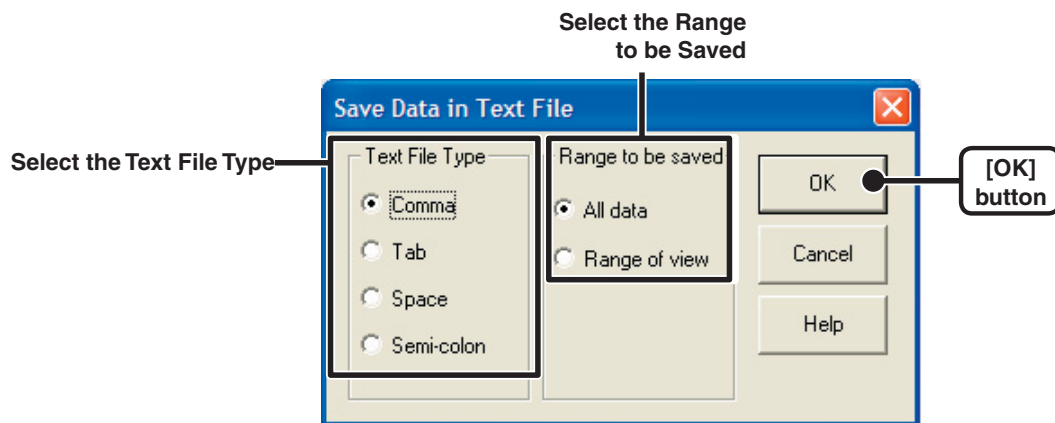 Select the Range
to be Saved
Save Data in Text File
Select the Text File Type
Text File Type
Comma
Tab
Space
Semi-colon
Range to be saved
All data
Range of view
OK
Cancel
Help
[OK]
button